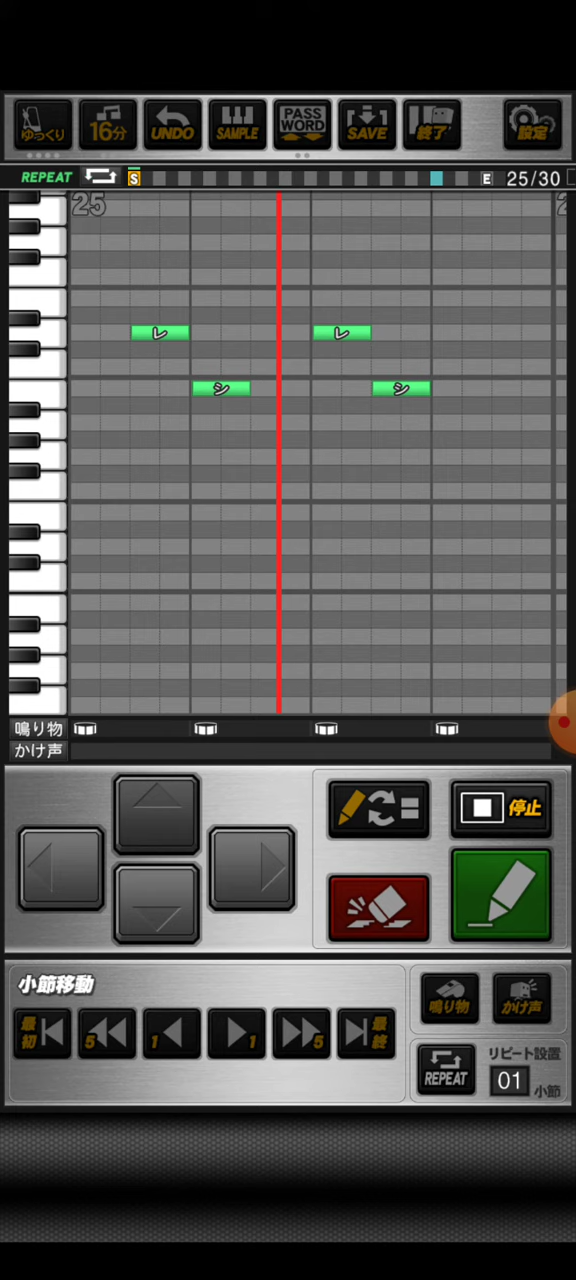 ゆっくり 16分 UNDO SAMPLE PASS WORD SAVE 終了 設定
REPEAT S E 25/30
25
レ レ
シ シ
鳴り物
かけ声
停止
小節移動
鳴り物 かけ声
最初 5 1 1 5 最終
REPEAT リピート設置 01 小節